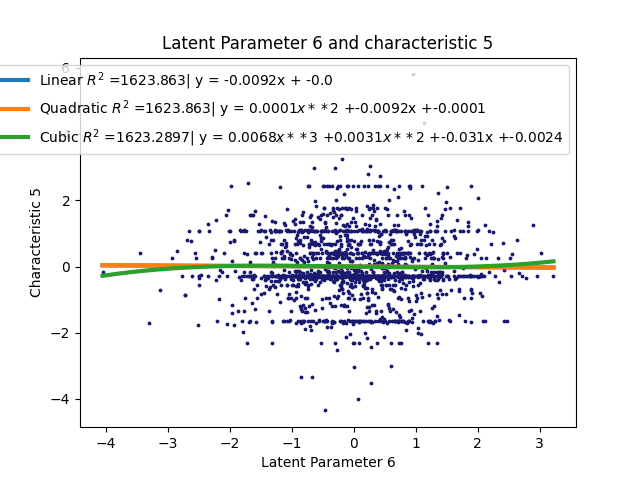 Latent Parameter 6 and characteristic 5
Linear R² =1623.863| y = -0.0092x + -0.0
Quadratic R² =1623.863| y = 0.0001x**2 +-0.0092x +-0.0001
Cubic R² =1623.2897| y = 0.0068x**3 +0.0031x**2 +-0.031x +-0.0024
6
2
0
−2
−4
Characteristic 5
−4 −3 −2 −1 0 1 2 3
Latent Parameter 6